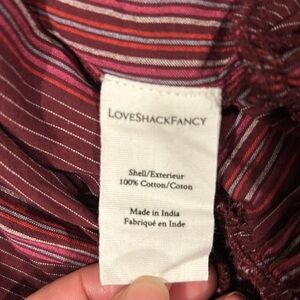 LOVESHACKFANCY
Shell/Exterieur
100% Cotton/Coton
Made in India
Fabriqué en Inde